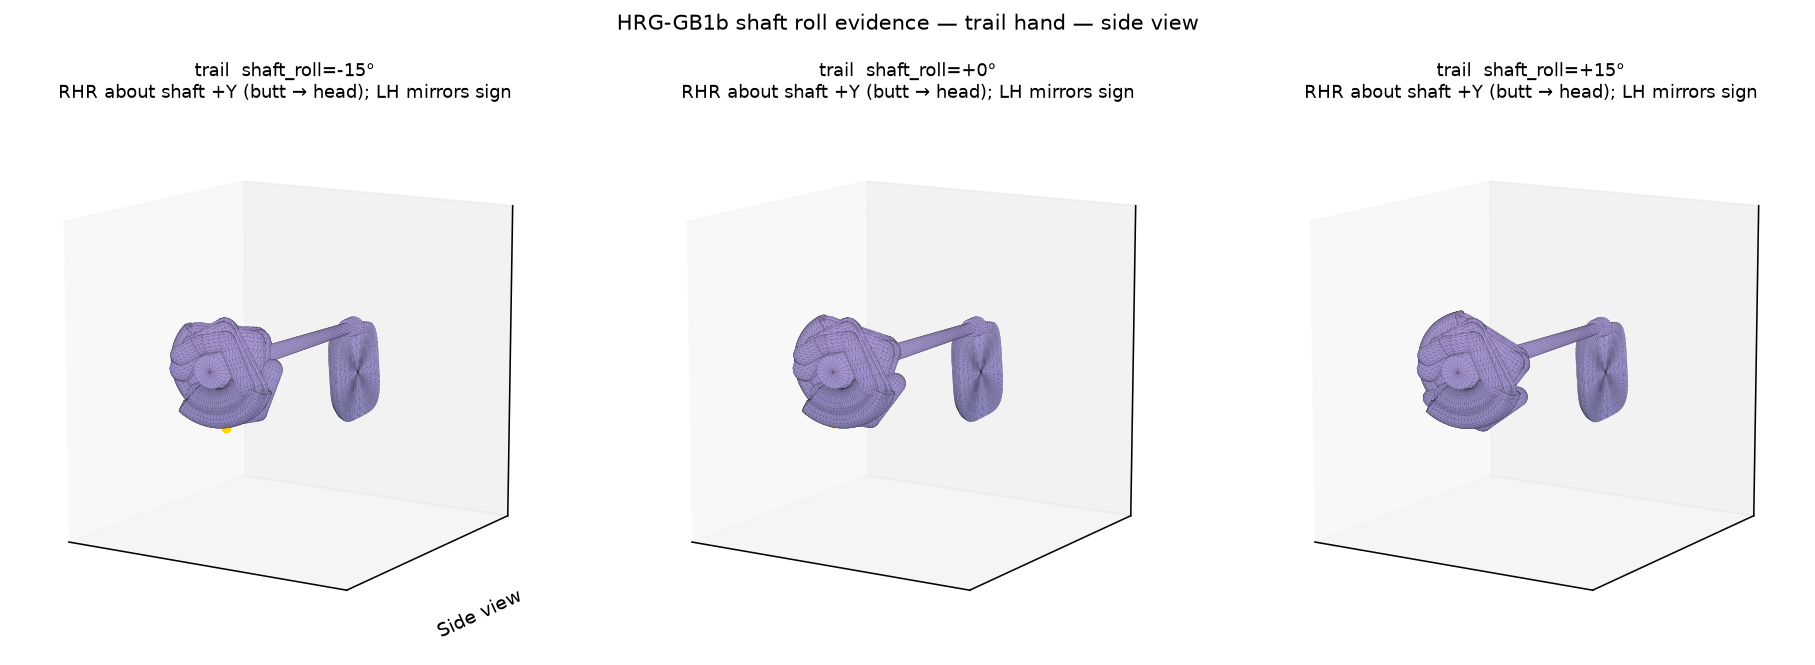 HRG-GB1b shaft roll evidence — trail hand — side view
trail  shaft_roll=-15°
RHR about shaft +Y (butt → head); LH mirrors sign
trail  shaft_roll=+0°
RHR about shaft +Y (butt → head); LH mirrors sign
trail  shaft_roll=+15°
RHR about shaft +Y (butt → head); LH mirrors sign
Side view